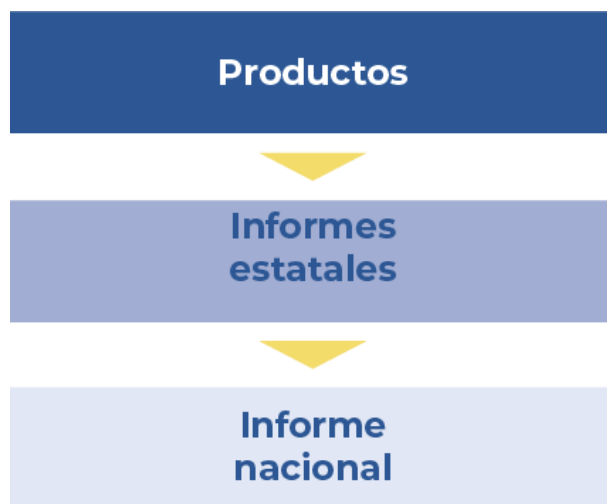 Productos
Informes
estatales
Informe
nacional